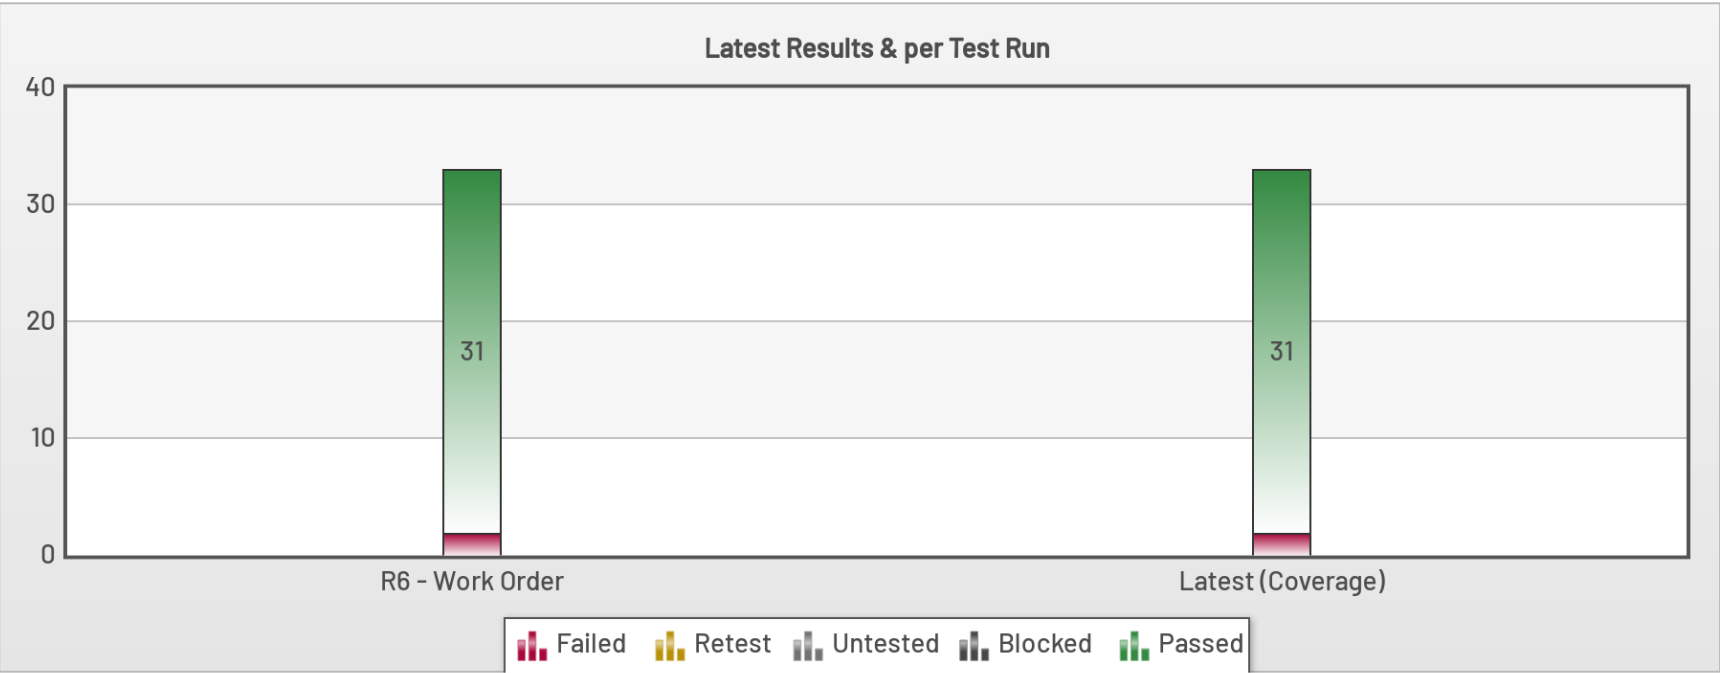 Latest Results & per Test Run
40
30
20
10
0
31
31
R6 - Work Order
Latest (Coverage)
Failed Retest Untested Blocked Passed